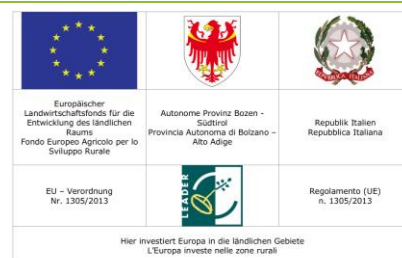 REPVBBLICA ITALIANA
Europäischer
Landwirtschaftsfonds für die
Entwicklung des ländlichen
Raums
Fondo Europeo Agricolo per lo
Sviluppo Rurale
Autonome Provinz Bozen -
Südtirol
Provincia Autonoma di Bolzano –
Alto Adige
Republik Italien
Repubblica Italiana
EU – Verordnung
Nr. 1305/2013
LEADER
Regolamento (UE)
n. 1305/2013
Hier investiert Europa in die ländlichen Gebiete
L'Europa investe nelle zone rurali